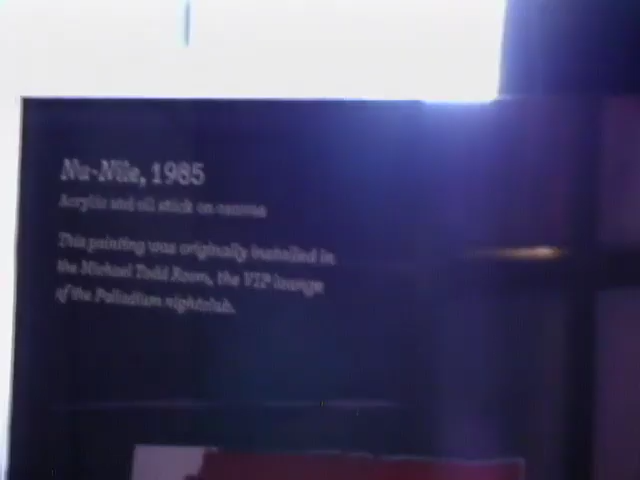 Nu-Nile, 1985
Acrylic and oil stick on canvas
This painting was originally installed in
the Michael Todd Room, the VIP lounge
of the Palladium nightclub.